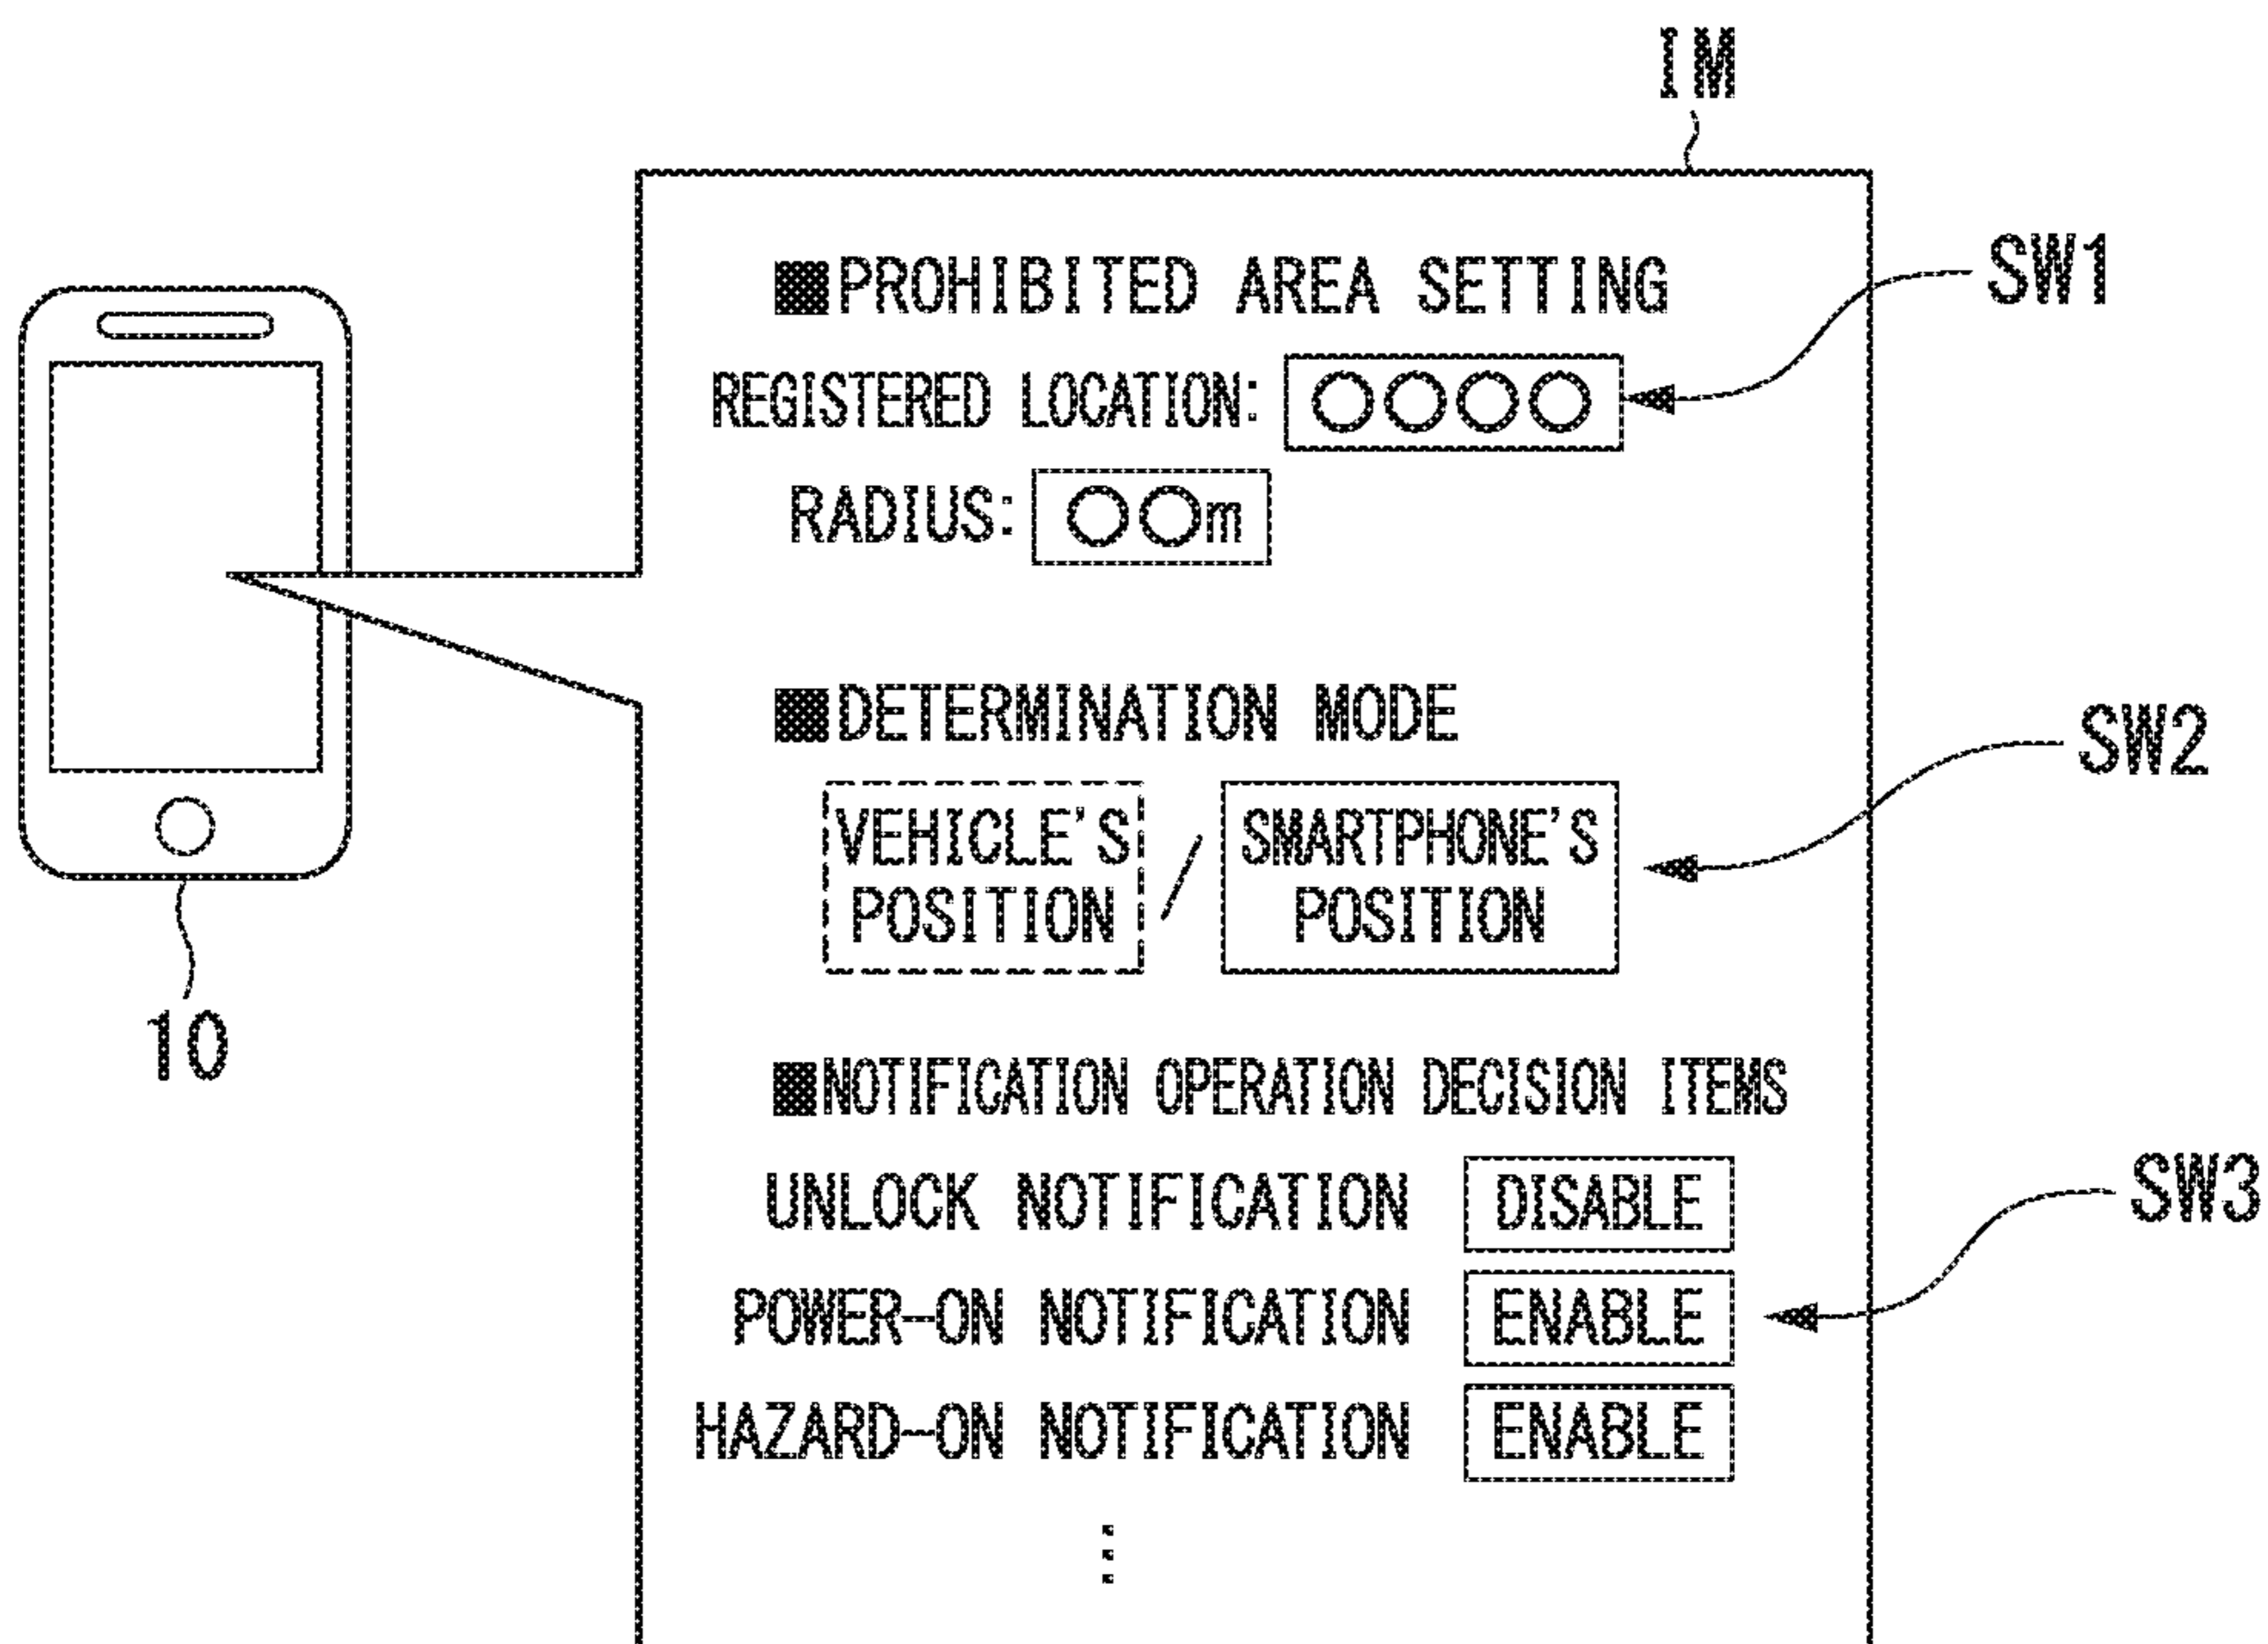 IM
■PROHIBITED AREA SETTING
SW1
REGISTERED LOCATION: ○○○○
RADIUS: ○○m
■DETERMINATION MODE
SW2
VEHICLE'S POSITION / SMARTPHONE'S POSITION
10
■NOTIFICATION OPERATION DECISION ITEMS
UNLOCK NOTIFICATION DISABLE
SW3
POWER-ON NOTIFICATION ENABLE
HAZARD-ON NOTIFICATION ENABLE
⋮